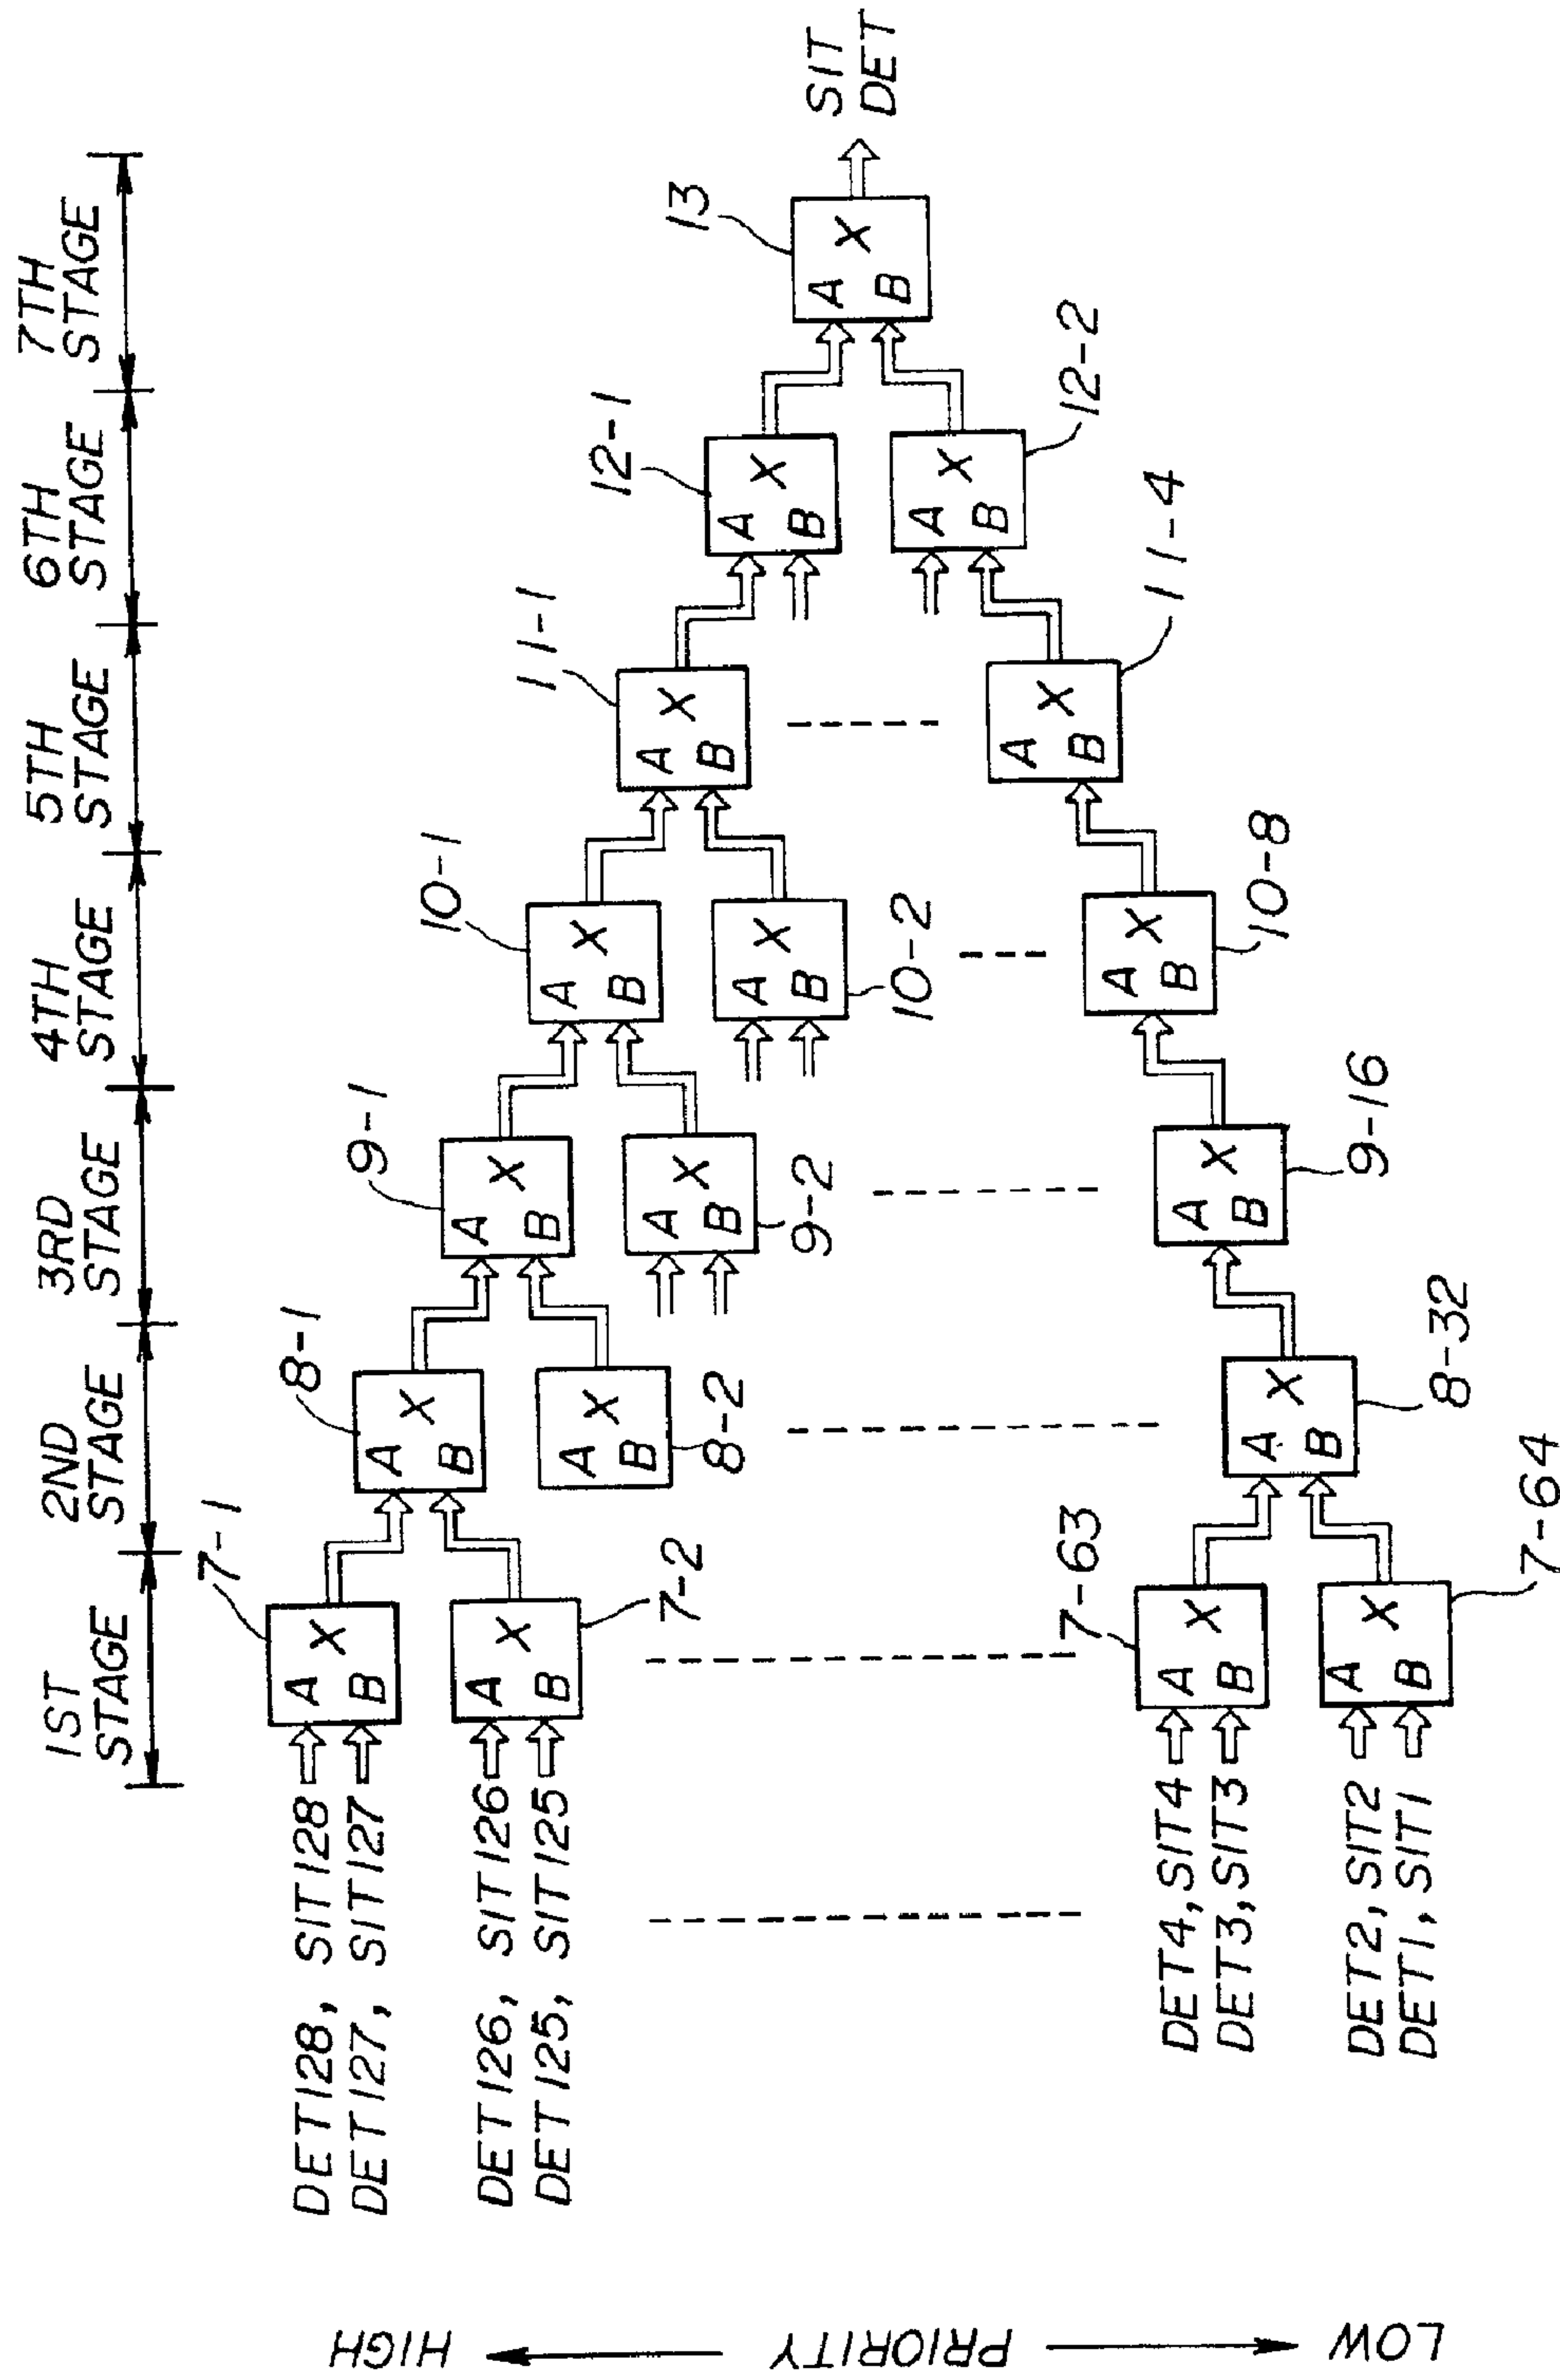 1ST
STAGE
2ND
STAGE
3RD
STAGE
4TH
STAGE
5TH
STAGE
6TH
STAGE
7TH
STAGE
DET128, SIT128
DET127, SIT127
DET126, SIT126
DET125, SIT125
DET4, SIT4
DET3, SIT3
DET2, SIT2
DET1, SIT1
7-1
A X
B
7-2
A X
B
7-63
A X
B
7-64
A X
B
8-1
A X
B
8-2
A X
B
8-32
A X
B
9-1
A X
B
9-2
A X
B
9-16
A X
B
10-1
A X
B
10-2
A X
B
10-8
A X
B
11-1
A X
B
11-4
A X
B
12-1
A X
B
12-2
A X
B
13
A X
B
SIT
DET
HIGH
PRIORITY
LOW